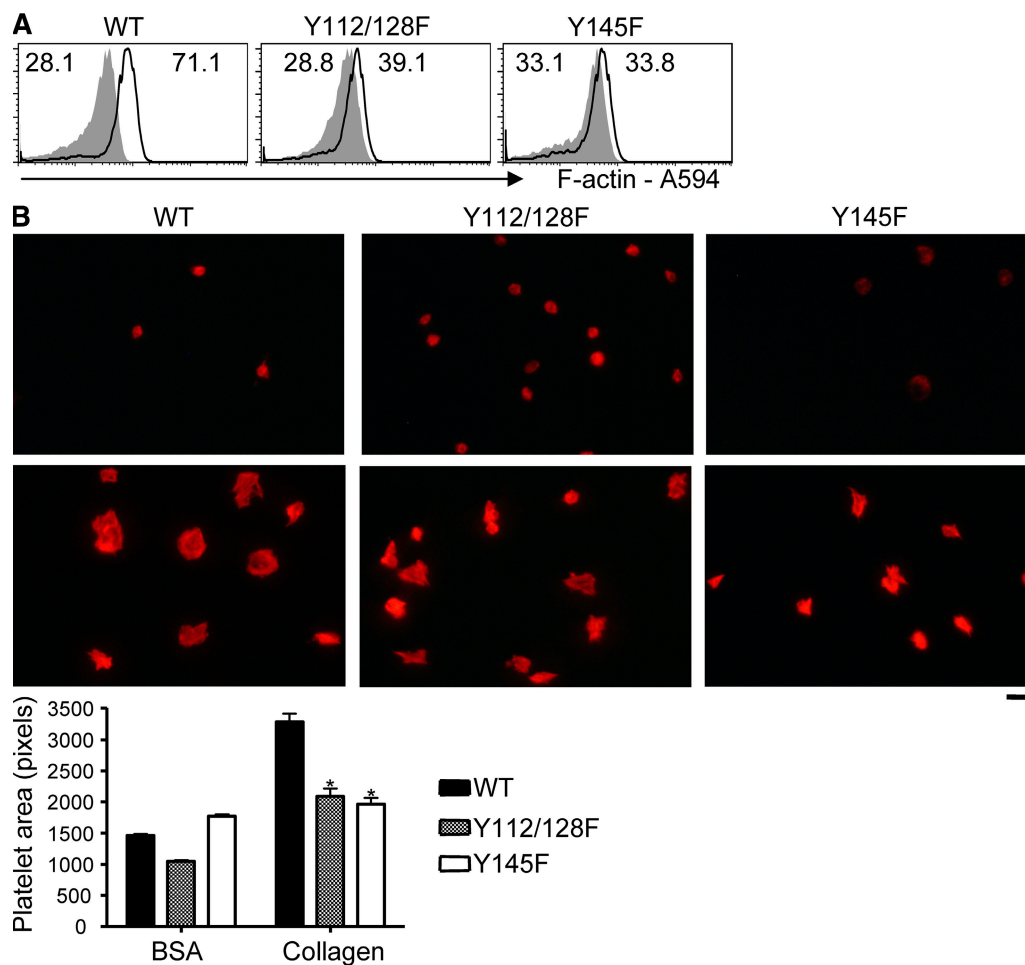 A
WT
Y112/128F
Y145F
28.1
71.1
28.8
39.1
33.1
33.8
F-actin - A594
B
WT
Y112/128F
Y145F
Platelet area (pixels)
3500
3000
2500
2000
1500
1000
500
0
*
*
BSA
Collagen
WT
Y112/128F
Y145F